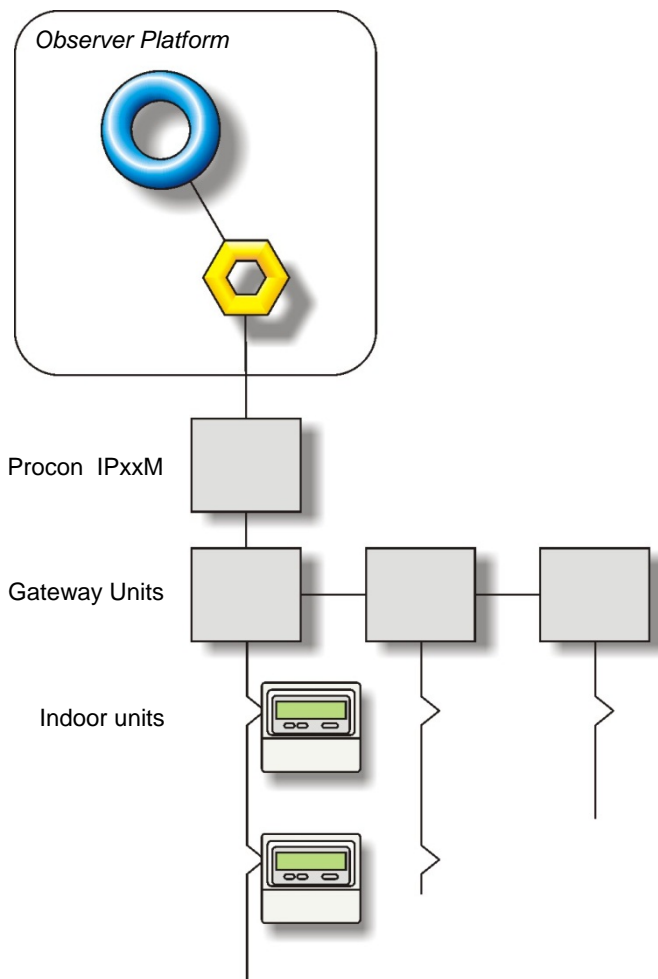 Observer Platform
Procon IPxxM
Gateway Units
Indoor units